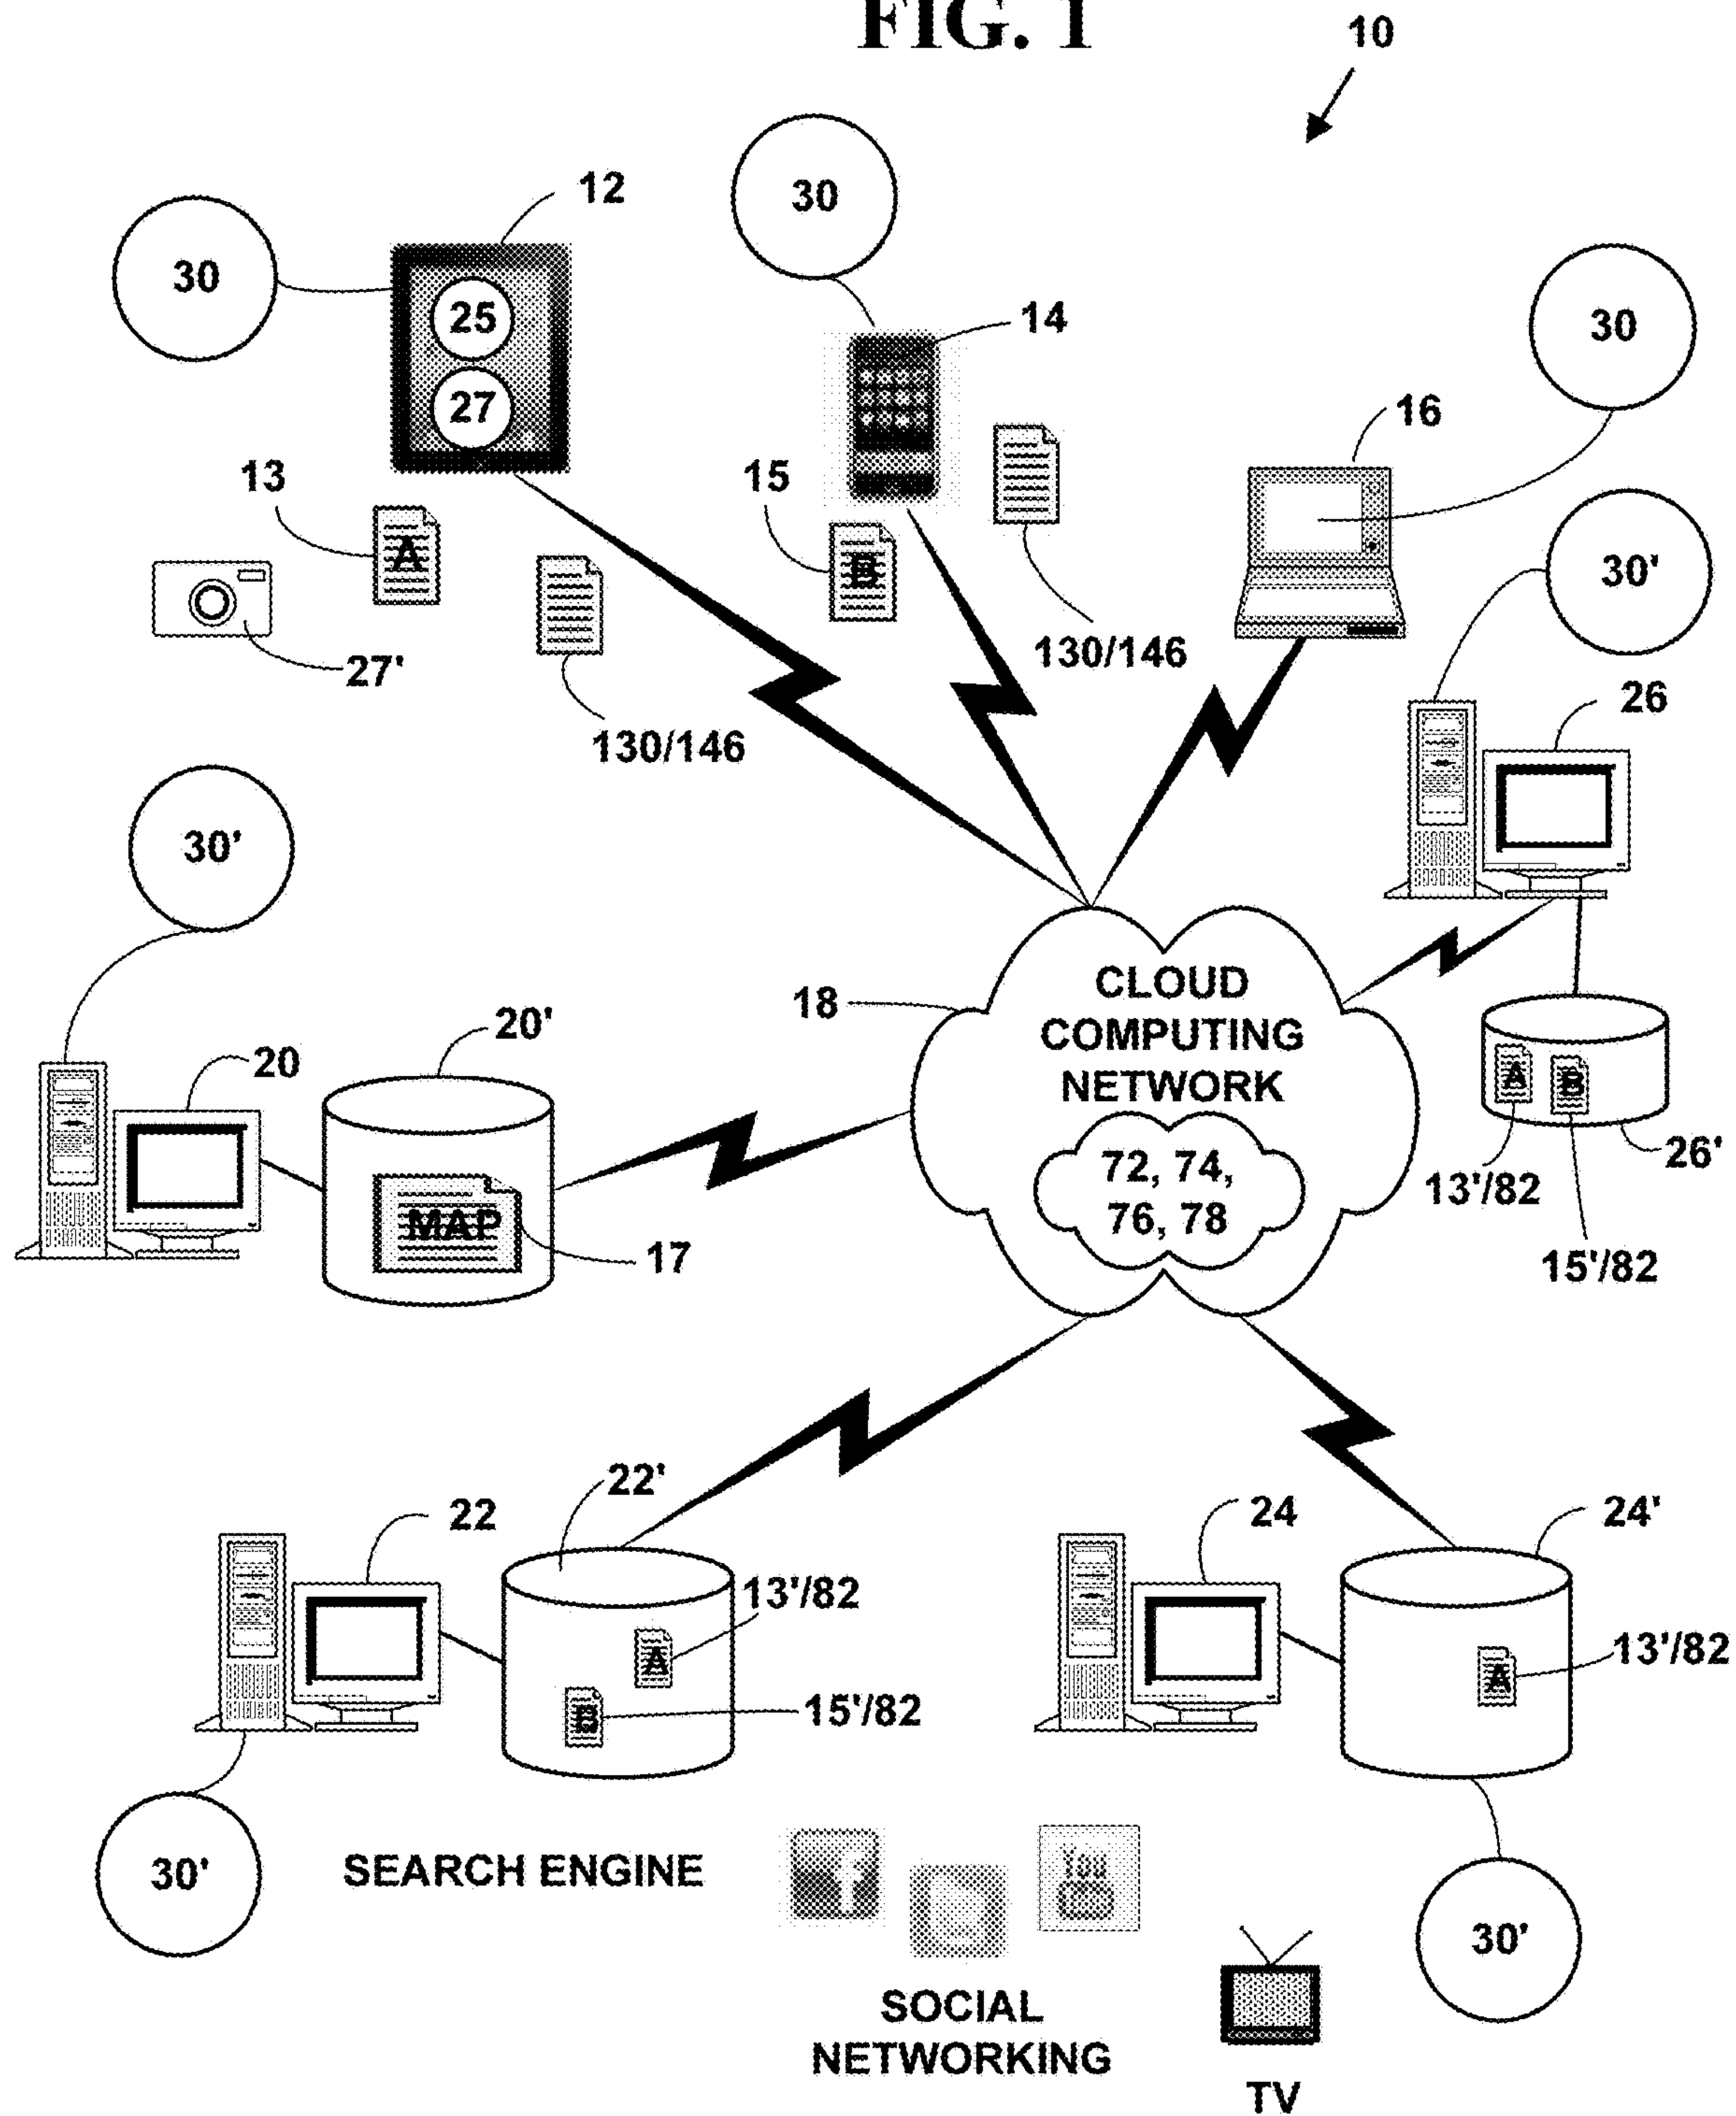 FIG. 1
10
12
30
30
30
25
14
30
27
16
13
15
A
B
30'
130/146
27'
26
130/146
30'
CLOUD
18
COMPUTING
20'
20
NETWORK
A
B
72, 74,
26'
13'/82
MAP
76, 78
17
15'/82
22'
22
24
24'
13'/82
A
13'/82
A
B
15'/82
30'
SEARCH ENGINE
f
You
30'
SOCIAL
NETWORKING
TV